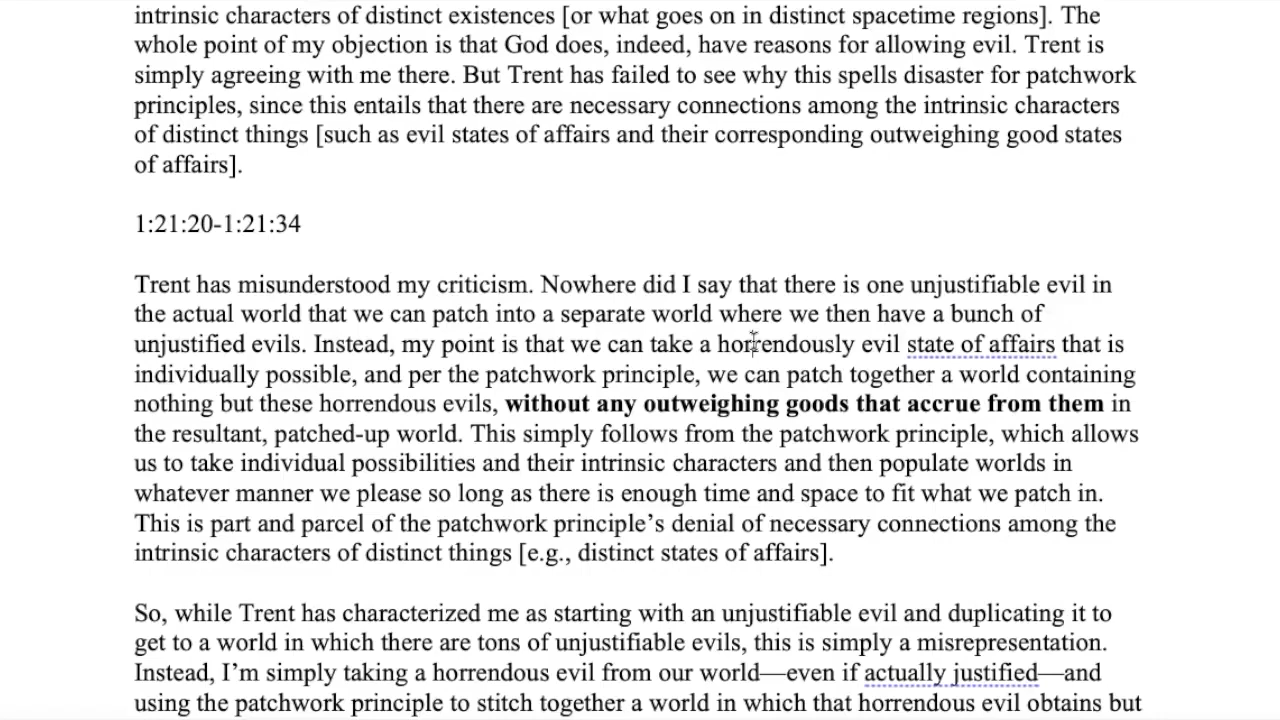 intrinsic characters of distinct existences [or what goes on in distinct spacetime regions]. The
whole point of my objection is that God does, indeed, have reasons for allowing evil. Trent is
simply agreeing with me there. But Trent has failed to see why this spells disaster for patchwork
principles, since this entails that there are necessary connections among the intrinsic characters
of distinct things [such as evil states of affairs and their corresponding outweighing good states
of affairs].
1:21:20-1:21:34
Trent has misunderstood my criticism. Nowhere did I say that there is one unjustifiable evil in
the actual world that we can patch into a separate world where we then have a bunch of
unjustified evils. Instead, my point is that we can take a horrendously evil state of affairs that is
individually possible, and per the patchwork principle, we can patch together a world containing
nothing but these horrendous evils, without any outweighing goods that accrue from them in
the resultant, patched-up world. This simply follows from the patchwork principle, which allows
us to take individual possibilities and their intrinsic characters and then populate worlds in
whatever manner we please so long as there is enough time and space to fit what we patch in.
This is part and parcel of the patchwork principle’s denial of necessary connections among the
intrinsic characters of distinct things [e.g., distinct states of affairs].
So, while Trent has characterized me as starting with an unjustifiable evil and duplicating it to
get to a world in which there are tons of unjustifiable evils, this is simply a misrepresentation.
Instead, I’m simply taking a horrendous evil from our world—even if actually justified—and
using the patchwork principle to stitch together a world in which that horrendous evil obtains but